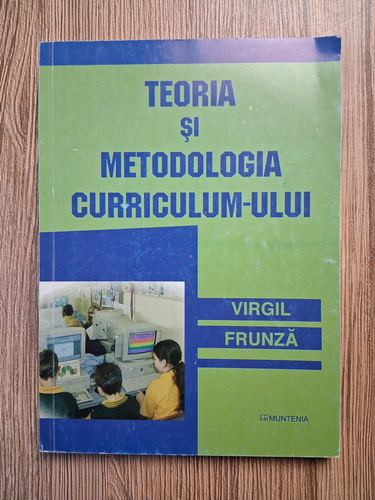 TEORIA
şi
METODOLOGIA
CURRICULUM-ULUI
VIRGIL
FRUNZĂ
MUNTENIA